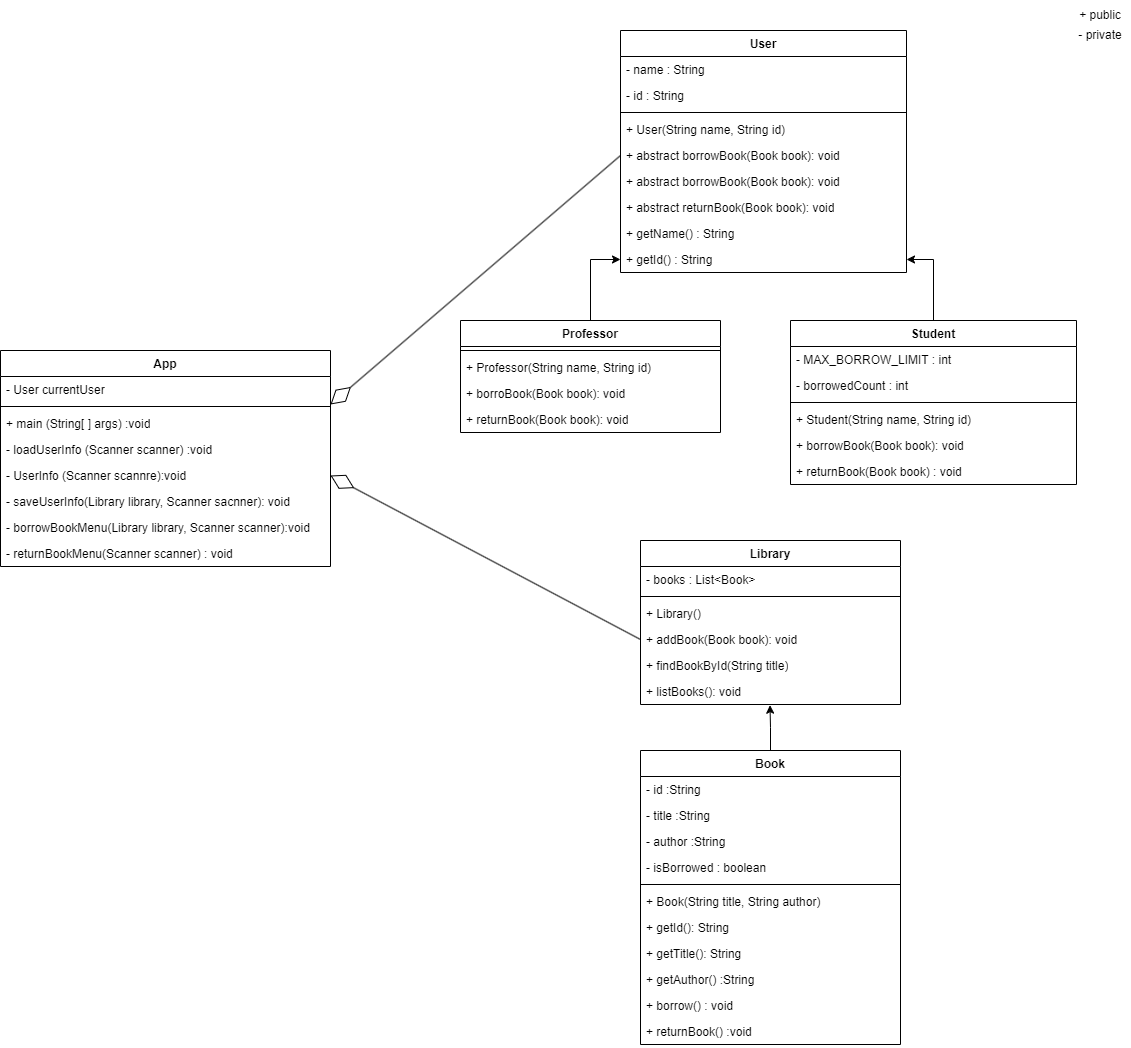 + public
- private
User
- name : String
- id : String
+ User(String name, String id)
+ abstract borrowBook(Book book): void
+ abstract borrowBook(Book book): void
+ abstract returnBook(Book book): void
+ getName() : String
+ getId() : String
Professor
+ Professor(String name, String id)
+ borroBook(Book book): void
+ returnBook(Book book): void
Student
- MAX_BORROW_LIMIT : int
- borrowedCount : int
+ Student(String name, String id)
+ borrowBook(Book book): void
+ returnBook(Book book) : void
App
- User currentUser
+ main (String[ ] args) :void
- loadUserInfo (Scanner scanner) :void
- UserInfo (Scanner scannre):void
- saveUserInfo(Library library, Scanner sacnner): void
- borrowBookMenu(Library library, Scanner scanner):void
- returnBookMenu(Scanner scanner) : void
Library
- books : List<Book>
+ Library()
+ addBook(Book book): void
+ findBookById(String title)
+ listBooks(): void
Book
- id :String
- title :String
- author :String
- isBorrowed : boolean
+ Book(String title, String author)
+ getId(): String
+ getTitle(): String
+ getAuthor() :String
+ borrow() : void
+ returnBook() :void